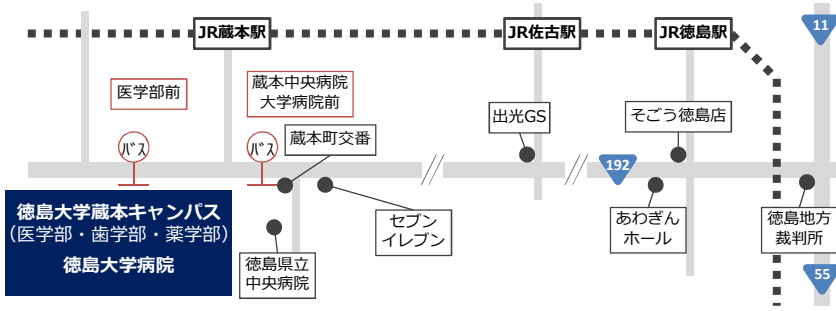 JR蔵本駅
JR佐古駅
JR徳島駅
11
医学部前
蔵本中央病院
大学病院前
バス
バス
蔵本町交番
出光GS
そごう徳島店
192
徳島大学蔵本キャンパス
(医学部・歯学部・薬学部)
徳島大学病院
徳島県立
中央病院
セブン
イレブン
あわぎん
ホール
徳島地方
裁判所
55